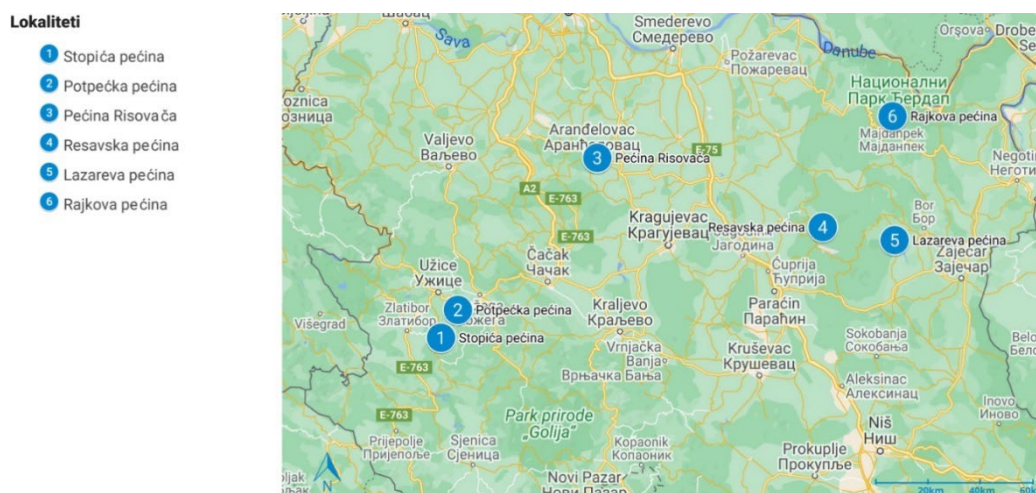 Lokaliteti
1 Stopića pećina
2 Potpećka pećina
3 Pećina Risovača
4 Resavska pećina
5 Lazareva pećina
6 Rajkova pećina
Smederevo
Смедерево
Orșova
Sava
Požarevac
Пожаревац
Danube
Национални
Парк Ђердап
6 Rajkova pećina
Majdanpek
Мајданпек
Valjevo
Ваљево
Aranđelovac
3 Pećina Risovača
E-75
Negotin
A2
E-763
E-763
Kragujevac
Крагујевац
Resavska pećina 4
Jagodina
Јагодина
Bor
Бор
5 Lazareva pećina
Zaječar
Зајечар
Čačak
Чачак
Ćuprija
Ћуприја
Užice
Ужице
Višegrad
Zlatibor
Златибор
2 Potpećka pećina
1 Stopića pećina
Kraljevo
Краљево
Paraćin
Параћин
Vrnjačka
Banja
Врњачка Бања
Sokobanja
Сокобања
Kruševac
Крушевац
E-763
Aleksinac
Алексинац
E-763
Park prirode
„Golija"
Inovo
Иново
Niš
Ниш
Prijepolje
Пријепоље
Sjenica
Сјеница
Kopaonik
Копаоник
Prokuplje
Прокупље
Novi Pazar
N
20km
40km